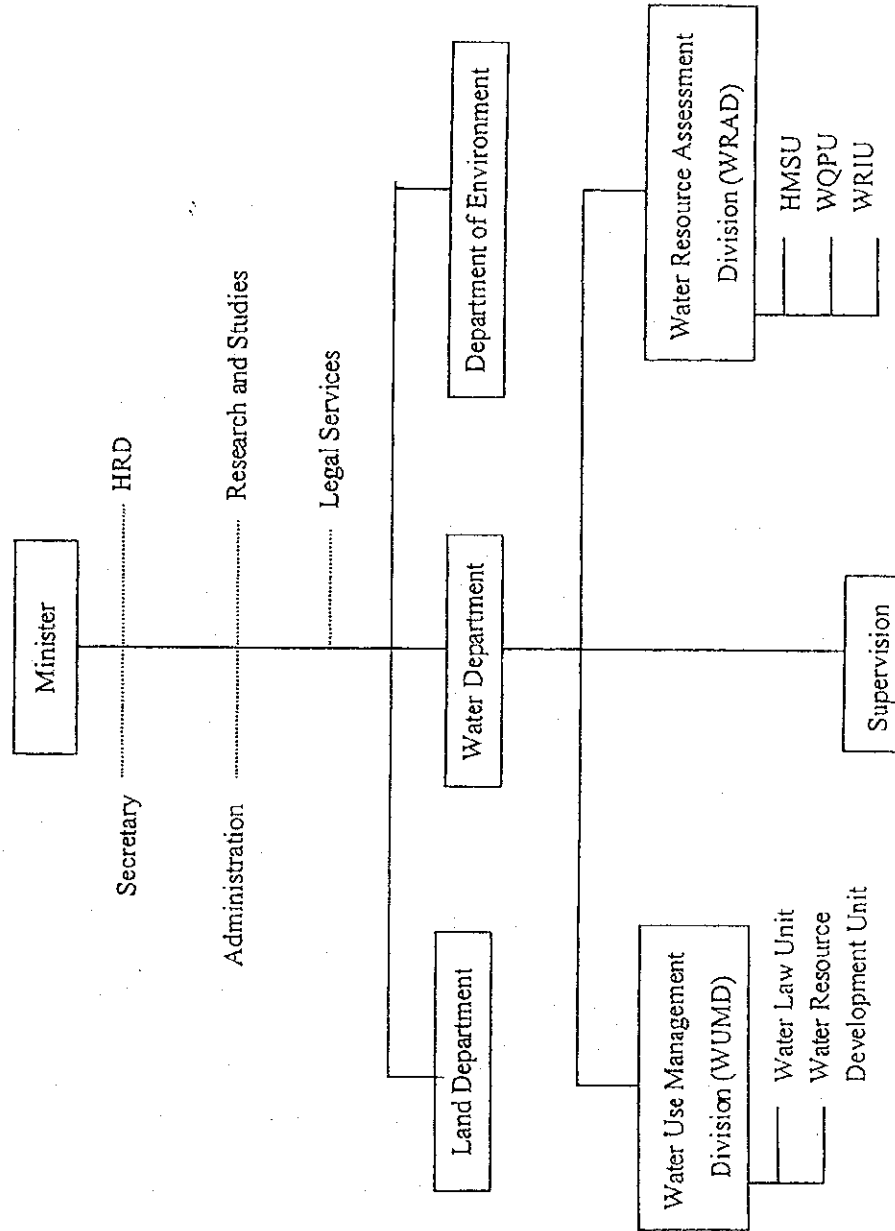 Minister
Secretary
HRD
Administration
Research and Studies
Legal Services
Land Department
Water Department
Department of Environment
Water Use Management
Division (WUMD)
Water Law Unit
Water Resource
Development Unit
Supervision
Water Resource Assessment
Division (WRAD)
HMSU
WQPU
WRIU